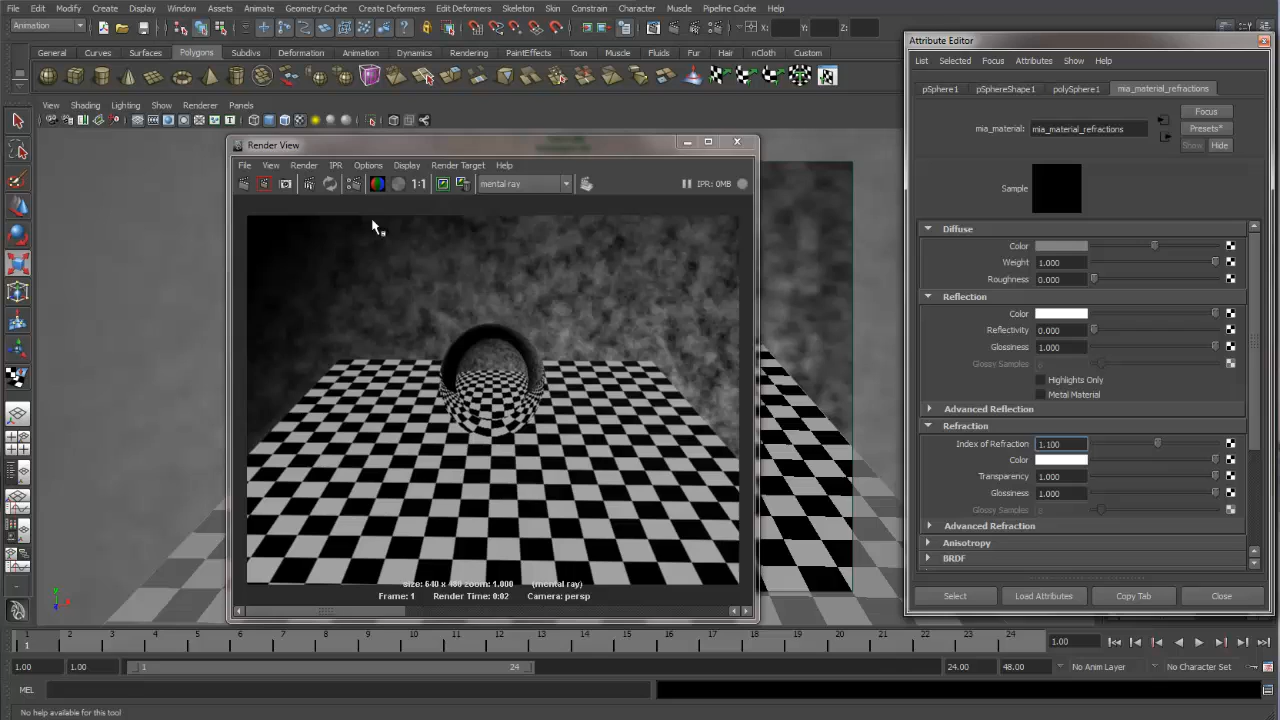 File Edit Modify Create Display Window Assets Animate Geometry Cache Create Deformers Edit Deformers Skeleton Skin Constrain Character Muscle Pipeline Cache Help
Animation X: Y: Z:
General Curves Surfaces Polygons Subdivs Deformation Animation Dynamics Rendering PaintEffects Toon Muscle Fluids Fur Hair nCloth Custom
View Shading Lighting Show Renderer Panels
Render View
File View Render IPR Options Display Render Target Help
1:1 mental ray IPR: 0MB
size: 640 x 480 zoom: 1.000 (mental ray)
Frame: 1 Render Time: 0:02 Camera: persp
Attribute Editor
List Selected Focus Attributes Show Help
pSphere1 pSphereShape1 polySphere1 mia_material_refractions
Focus
mia_material: mia_material_refractions Presets*
Show Hide
Sample
Diffuse
Color
Weight 1.000
Roughness 0.000
Reflection
Color
Reflectivity 0.000
Glossiness 1.000
Glossy Samples
Highlights Only
Metal Material
Advanced Reflection
Refraction
Index of Refraction 1.100
Color
Transparency 1.000
Glossiness 1.000
Glossy Samples
Advanced Refraction
Anisotropy
BRDF
Select Load Attributes Copy Tab Close
y x
1 2 3 4 5 6 7 8 9 10 11 12 13 14 15 16 17 18 19 20 21 22 23 24
1 1.00
1.00 1.00 1 24 24.00 48.00 No Anim Layer No Character Set
MEL
No help available for this tool